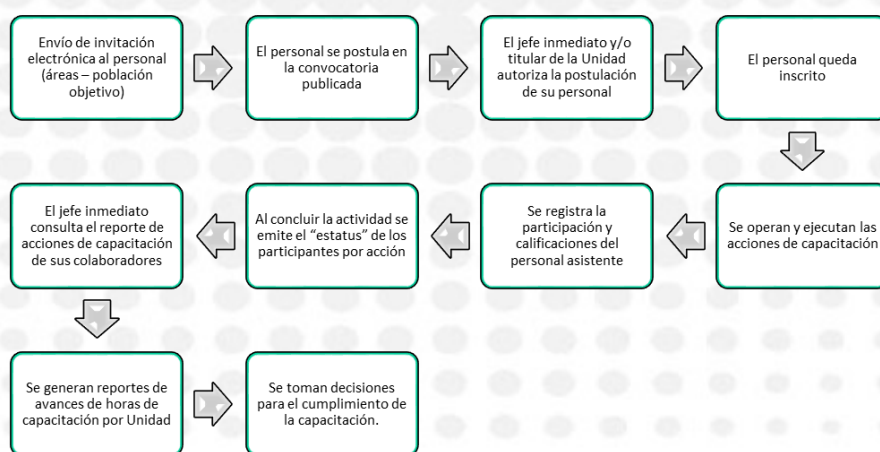 Envío de invitación
electrónica al personal
(áreas – población
objetivo)
El personal se postula en
la convocatoria
publicada
El jefe inmediato y/o
titular de la Unidad
autoriza la postulación
de su personal
El personal queda
inscrito
Se operan y ejecutan las
acciones de capacitación
Se registra la
participación y
calificaciones del
personal asistente
Al concluir la actividad se
emite el “estatus” de los
participantes por acción
El jefe inmediato
consulta el reporte de
acciones de capacitación
de sus colaboradores
Se generan reportes de
avances de horas de
capacitación por Unidad
Se toman decisiones
para el cumplimiento de
la capacitación.